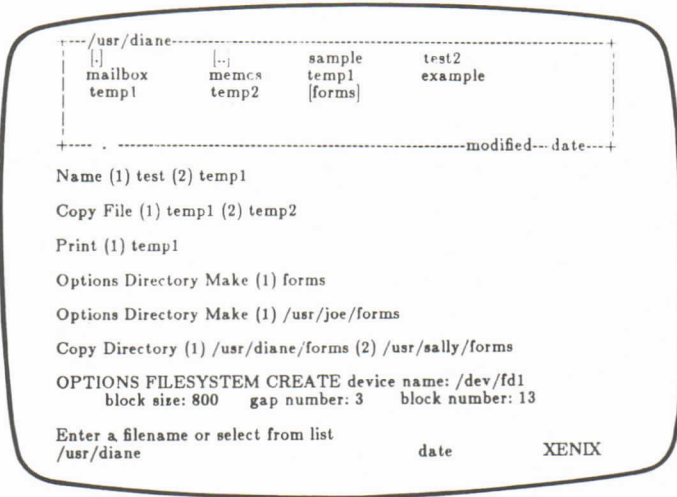 /usr/diane
[.] [..] sample test2
mailbox memcs temp1 example
temp1 temp2 [forms]
. modified date
Name (1) test (2) temp1
Copy File (1) temp1 (2) temp2
Print (1) temp1
Options Directory Make (1) forms
Options Directory Make (1) /usr/joe/forms
Copy Directory (1) /usr/diane/forms (2) /usr/sally/forms
OPTIONS FILESYSTEM CREATE device name: /dev/fd1
block size: 800 gap number: 3 block number: 13
Enter a filename or select from list
/usr/diane date XENIX